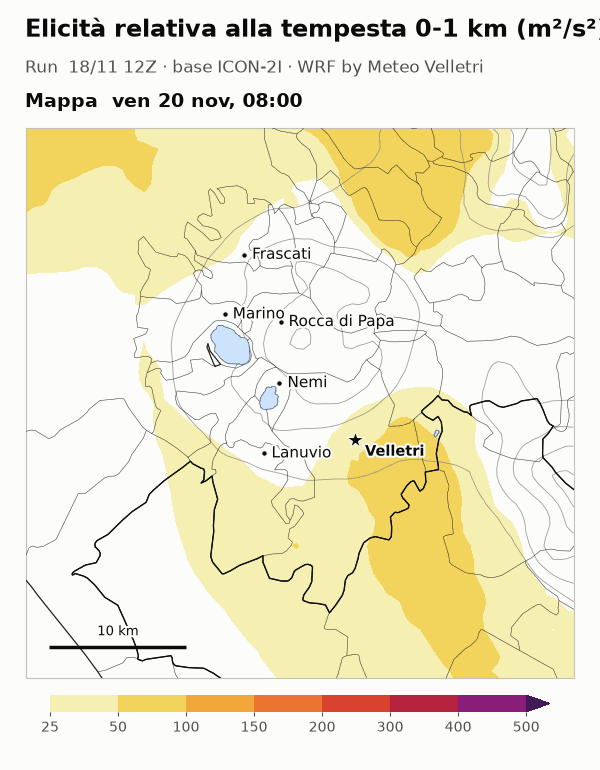 Elicità relativa alla tempesta 0-1 km (m²/s²)
Run  18/11 12Z · base ICON-2I · WRF by Meteo Velletri
Mappa  ven 20 nov, 08:00
Frascati
Marino
Rocca di Papa
Nemi
Velletri
Lanuvio
10 km
25 50 100 150 200 300 400 500